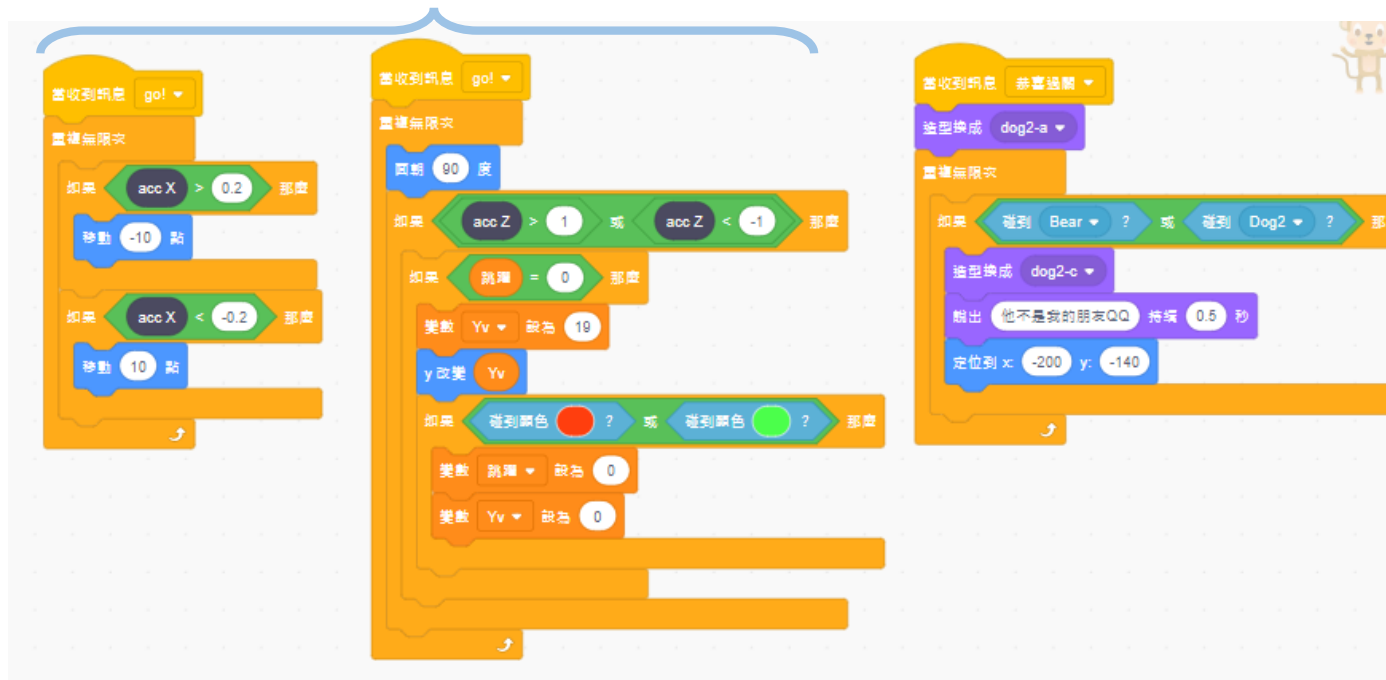 當收到訊息 go!
重複無限次
如果 acc X > 0.2 那麼
移動 -10 點
如果 acc X < -0.2 那麼
移動 10 點
當收到訊息 go!
重複無限次
面朝 90 度
如果 acc Z > 1 或 acc Z < -1 那麼
如果 跳躍 = 0 那麼
變數 Yv 設為 19
y 改變 Yv
如果 碰到顏色 ? 或 碰到顏色 ? 那麼
變數 跳躍 設為 0
變數 Yv 設為 0
當收到訊息 恭喜過關
造型換成 dog2-a
重複無限次
如果 碰到 Bear ? 或 碰到 Dog2 ? 那
造型換成 dog2-c
說出 他不是我的朋友QQ 持續 0.5 秒
定位到 x: -200 y: -140